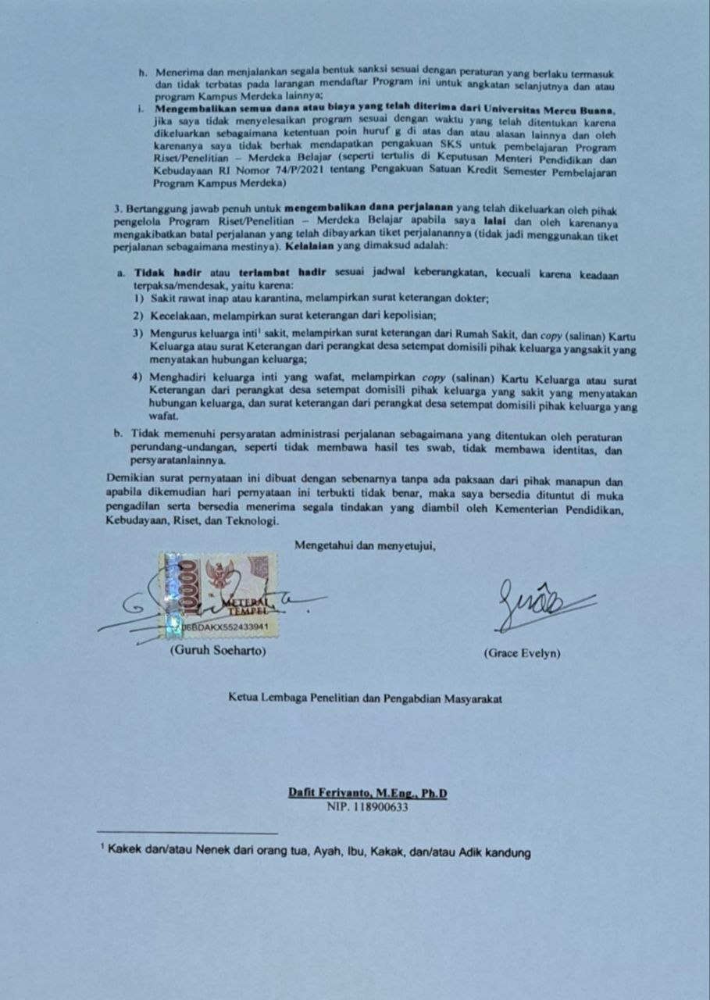 h. Menerima dan menjalankan segala bentuk sanksi sesuai dengan peraturan yang berlaku termasuk
dan tidak terbatas pada larangan mendaftar Program ini untuk angkatan selanjutnya dan atau
program Kampus Merdeka lainnya;
i. Mengembalikan semua dana atau biaya yang telah diterima dari Universitas Mercu Buana,
jika saya tidak menyelesaikan program sesuai dengan waktu yang telah ditentukan karena
dikeluarkan sebagaimana ketentuan poin huruf g di atas dan atau alasan lainnya dan oleh
karenanya saya tidak berhak mendapatkan pengakuan SKS untuk pembelajaran Program
Riset/Penelitian – Merdeka Belajar (seperti tertulis di Keputusan Menteri Pendidikan dan
Kebudayaan RI Nomor 74/P/2021 tentang Pengakuan Satuan Kredit Semester Pembelajaran
Program Kampus Merdeka)
3. Bertanggung jawab penuh untuk mengembalikan dana perjalanan yang telah dikeluarkan oleh pihak
pengelola Program Riset/Penelitian – Merdeka Belajar apabila saya lalai dan oleh karenanya
mengakibatkan batal perjalanan yang telah dibayarkan tiket perjalanannya (tidak jadi menggunakan tiket
perjalanan sebagaimana mestinya). Kelalaian yang dimaksud adalah:
a. Tidak hadir atau terlambat hadir sesuai jadwal keberangkatan, kecuali karena keadaan
terpaksa/mendesak, yaitu karena:
1) Sakit rawat inap atau karantina, melampirkan surat keterangan dokter;
2) Kecelakaan, melampirkan surat keterangan dari kepolisian;
3) Mengurus keluarga inti¹ sakit, melampirkan surat keterangan dari Rumah Sakit, dan copy (salinan) Kartu
Keluarga atau surat Keterangan dari perangkat desa setempat domisili pihak keluarga yangsakit yang
menyatakan hubungan keluarga;
4) Menghadiri keluarga inti yang wafat, melampirkan copy (salinan) Kartu Keluarga atau surat
Keterangan dari perangkat desa setempat domisili pihak keluarga yang sakit yang menyatakan
hubungan keluarga, dan surat keterangan dari perangkat desa setempat domisili pihak keluarga yang
wafat.
b. Tidak memenuhi persyaratan administrasi perjalanan sebagaimana yang ditentukan oleh peraturan
perundang-undangan, seperti tidak membawa hasil tes swab, tidak membawa identitas, dan
persyaratanlainnya.
Demikian surat pernyataan ini dibuat dengan sebenarnya tanpa ada paksaan dari pihak manapun dan
apabila dikemudian hari pernyataan ini terbukti tidak benar, maka saya bersedia dituntut di muka
pengadilan serta bersedia menerima segala tindakan yang diambil oleh Kementerian Pendidikan,
Kebudayaan, Riset, dan Teknologi.
Mengetahui dan menyetujui,
10000
METERAI
TEMPEL
J6BDAKX552433941
(Guruh Soeharto)
(Grace Evelyn)
Ketua Lembaga Penelitian dan Pengabdian Masyarakat
Dafit Feriyanto, M.Eng., Ph.D
NIP. 118900633
¹ Kakek dan/atau Nenek dari orang tua, Ayah, Ibu, Kakak, dan/atau Adik kandung